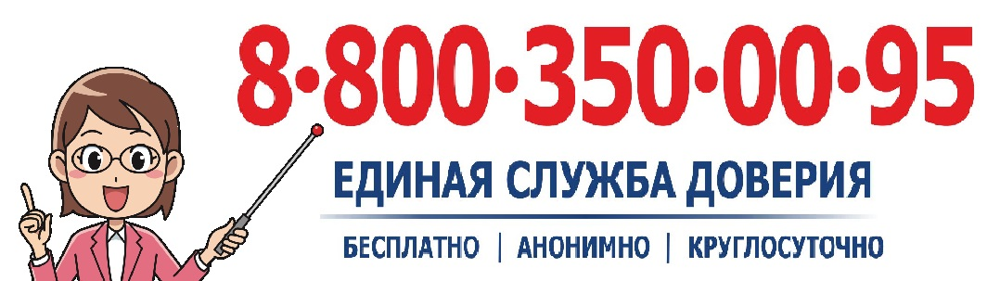 8·800·350·00·95
ЕДИНАЯ СЛУЖБА ДОВЕРИЯ
БЕСПЛАТНО | АНОНИМНО | КРУГЛОСУТОЧНО